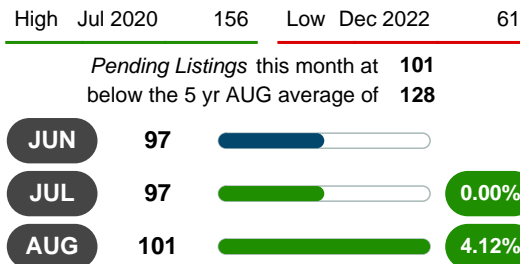 High Jul 2020 156 Low Dec 2022 61
Pending Listings this month at 101
below the 5 yr AUG average of 128
JUN 97
JUL 97 0.00%
AUG 101 4.12%